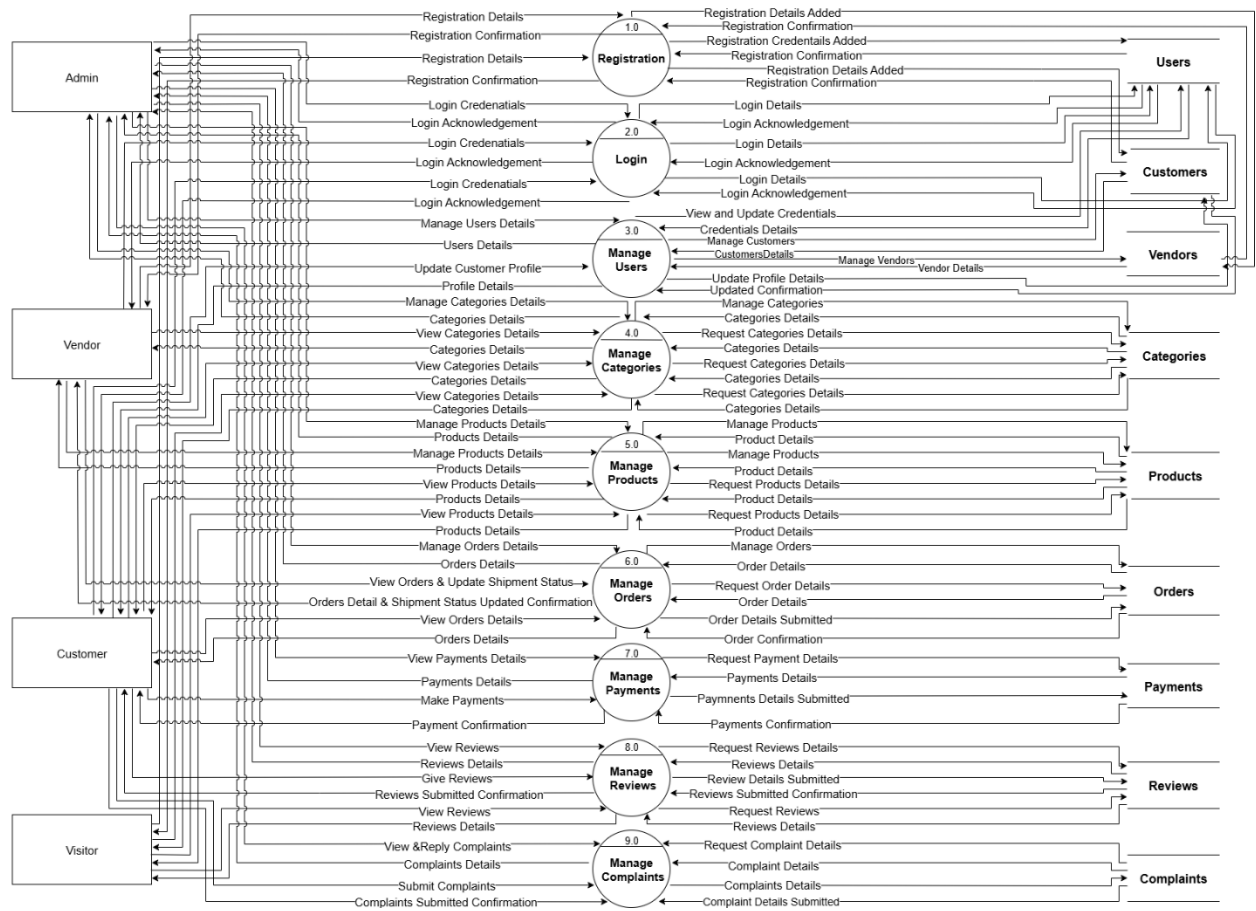 Registration Details
Registration Details Added
1.0
Registration Confirmation
Registration Confirmation
Registration Credentails Added
Registration Details
Registration
Registration Confirmation
Users
Registration Details Added
Admin
Registration Confirmation
Registration Confirmation
Login Credenatials
Login Details
Login Acknowledgement
2.0
Login Acknowledgement
Login Credenatials
Login Details
Login Acknowledgement
Login
Login Acknowledgement
Customers
Login Credenatials
Login Details
Login Acknowledgement
Login Acknowledgement
View and Update Credentials
Manage Users Details
3.0
Credentials Details
Users Details
Manage Customers
Manage
Users
CustomersDetails
Manage Vendors
Vendors
Update Customer Profile
Vendor Details
Profile Details
Update Profile Details
Updated Confirmation
Manage Categories Details
Manage Categories
Categories Details
Categories Details
View Categories Details
4.0
Request Categories Details
Vendor
Categories Details
Manage
Categories
Categories Details
Categories
View Categories Details
Request Categories Details
Categories Details
Categories Details
View Categories Details
Request Categories Details
Categories Details
Categories Details
Manage Products Details
Manage Products
Products Details
5.0
Product Details
Manage Products Details
Manage Products
Products Details
Manage
Products
Product Details
Products
View Products Details
Request Products Details
Products Details
Product Details
View Products Details
Request Products Details
Products Details
Product Details
Manage Orders Details
Manage Orders
Orders Details
6.0
Order Details
View Orders & Update Shipment Status
Manage
Orders
Request Order Details
Orders
Orders Detail & Shipment Status Updated Confirmation
Order Details
View Orders Details
Order Details Submitted
Orders Details
Order Confirmation
Customer
View Payments Details
7.0
Request Payment Details
Payments Details
Manage
Payments
Payments Details
Payments
Make Payments
Paymnents Details Submitted
Payment Confirmation
Payments Confirmation
View Reviews
8.0
Request Reviews Details
Reviews Details
Reviews Details
Give Reviews
Manage
Reviews
Review Details Submitted
Reviews
Reviews Submitted Confirmation
Reviews Submitted Confirmation
View Reviews
Request Reviews
Reviews Details
Reviews Details
Visitor
View &Reply Complaints
9.0
Request Complaint Details
Complaints Details
Manage
Complaints
Complaint Details
Complaints
Submit Complaints
Complaints Details
Complaints Submitted Confirmation
Complaint Details Submitted